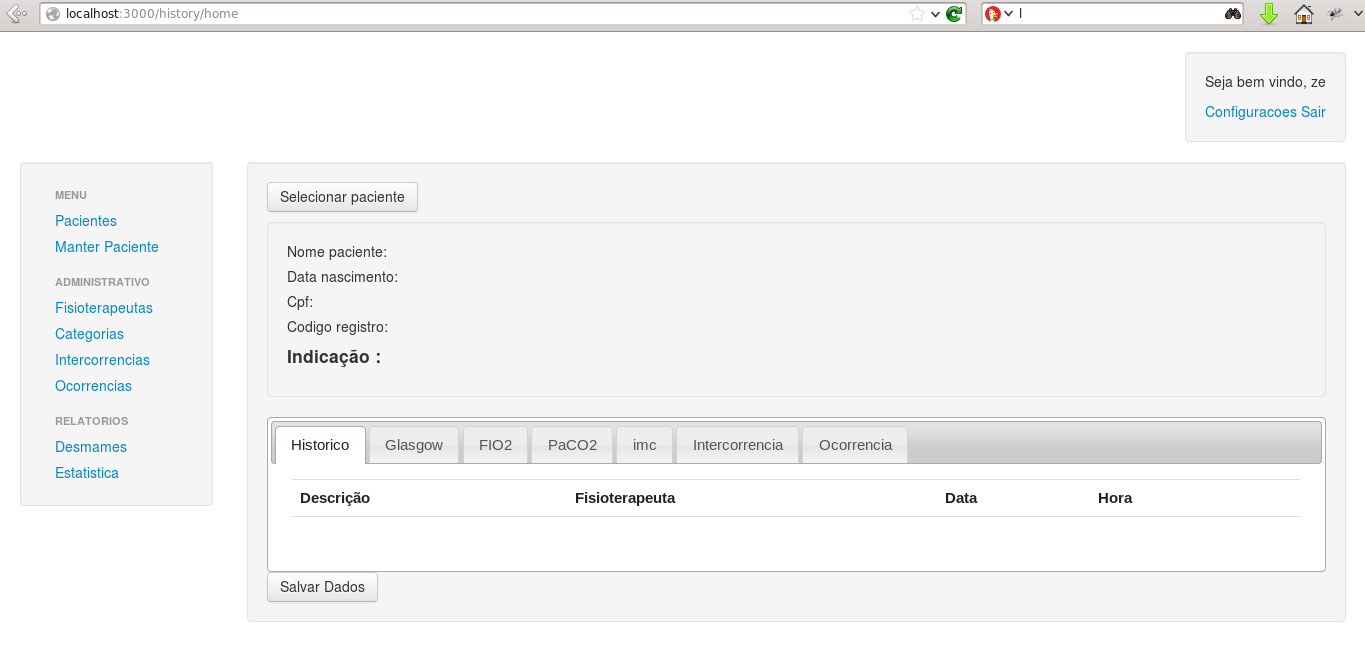 localhost:3000/history/home
l
Seja bem vindo, ze
Configuracoes Sair
MENU
Pacientes
Manter Paciente
ADMINISTRATIVO
Fisioterapeutas
Categorias
Intercorrencias
Ocorrencias
RELATORIOS
Desmames
Estatistica
Selecionar paciente
Nome paciente:
Data nascimento:
Cpf:
Codigo registro:
Indicação :
Historico Glasgow FIO2 PaCO2 imc Intercorrencia Ocorrencia
Descrição Fisioterapeuta Data Hora
Salvar Dados